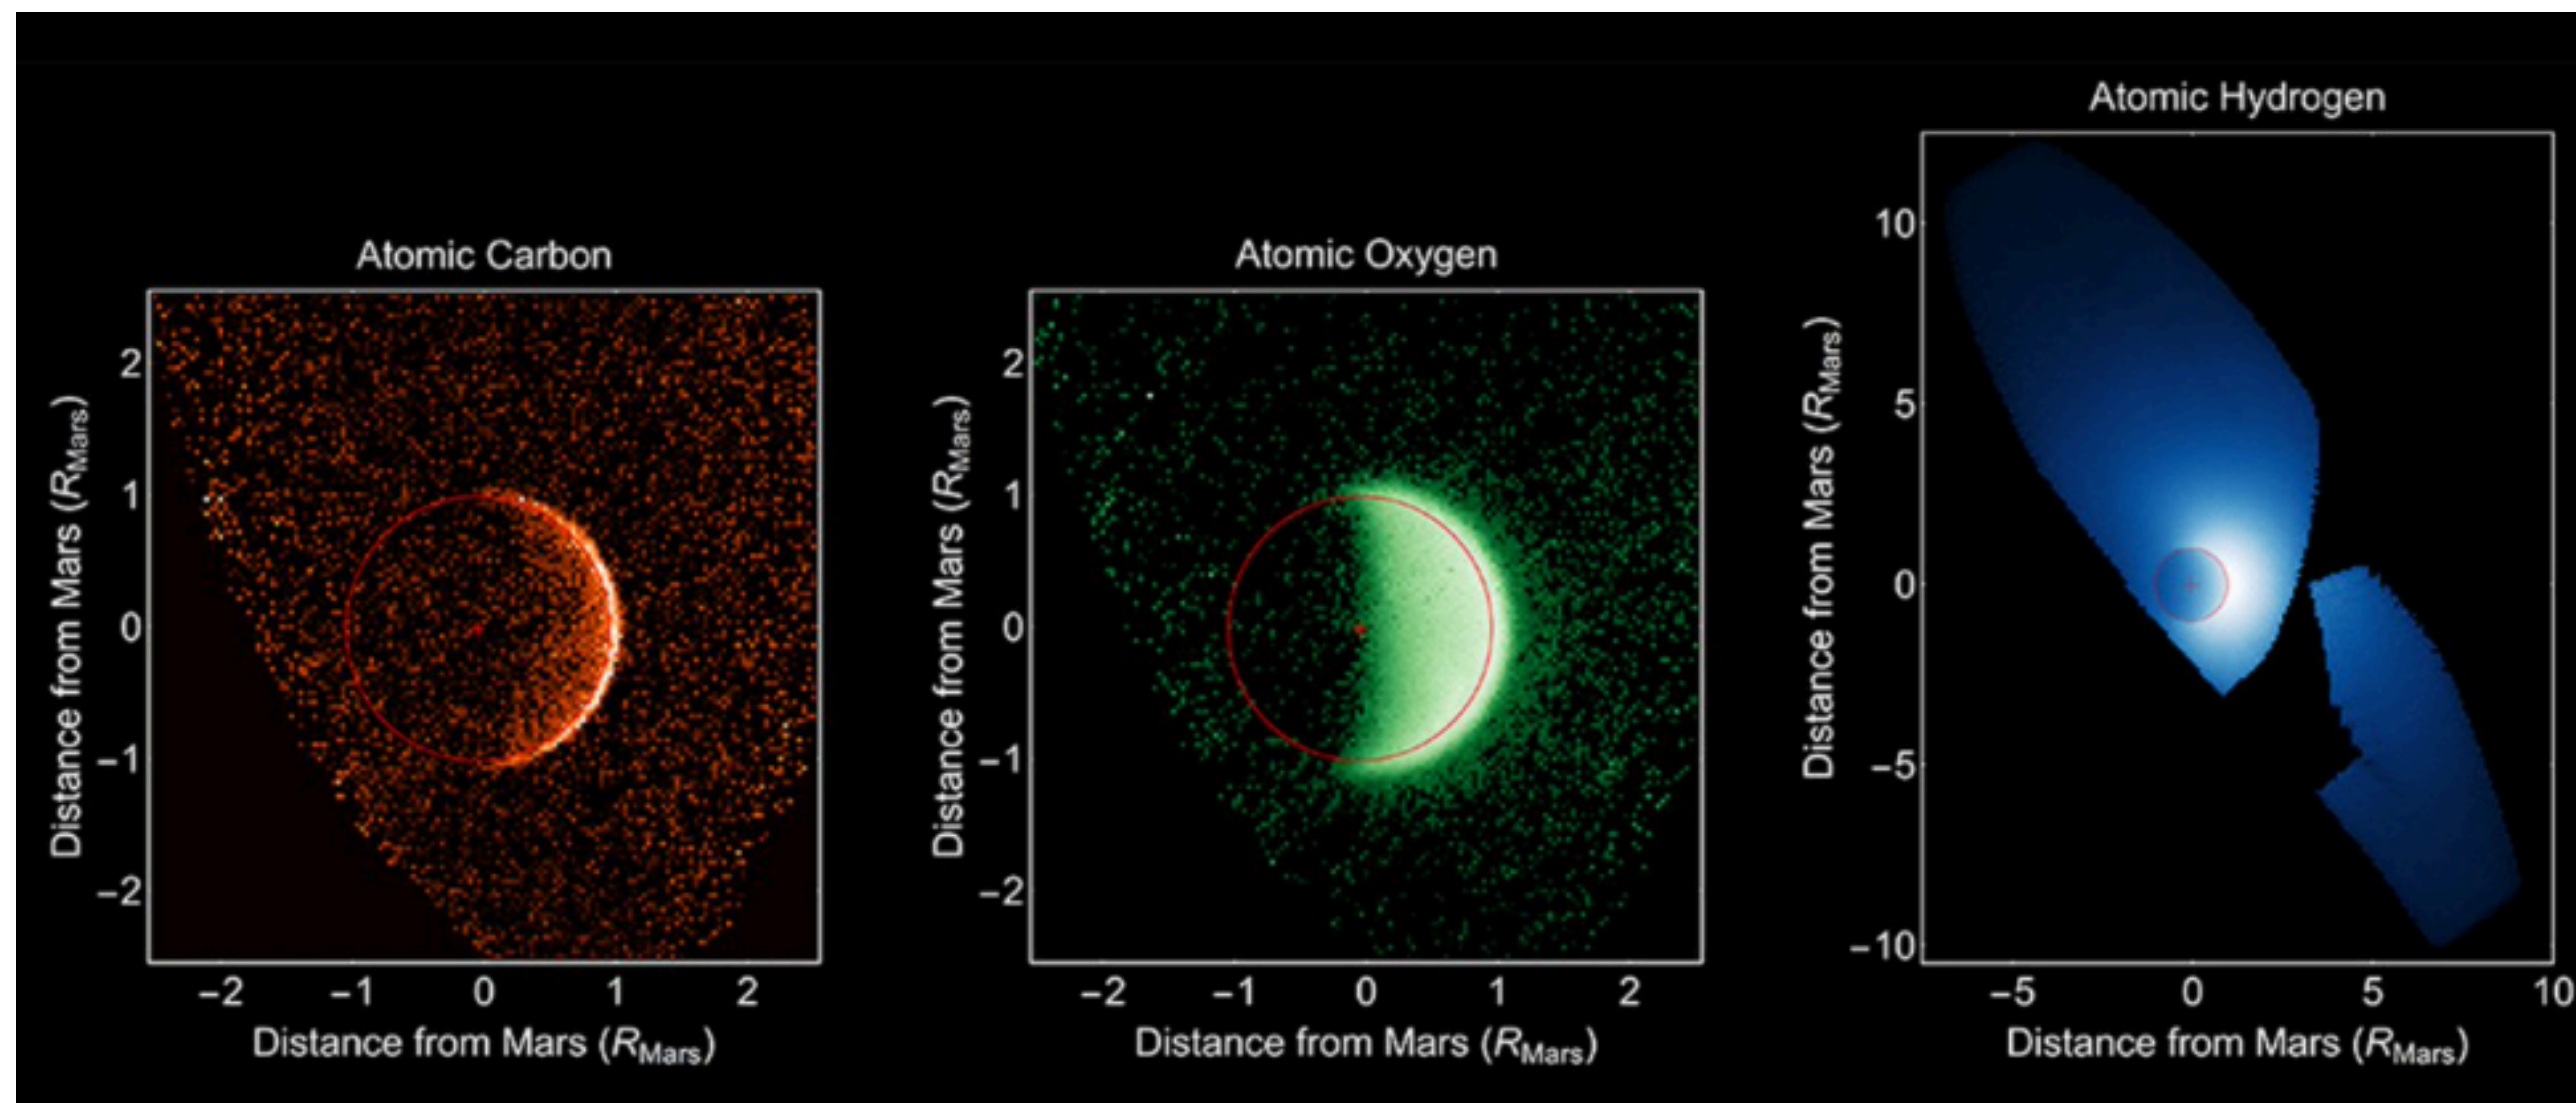 Atomic Carbon
Distance from Mars (RMars)
2
1
0
−1
−2
−2 −1 0 1 2
Distance from Mars (RMars)
Atomic Oxygen
Distance from Mars (RMars)
2
1
0
−1
−2
−2 −1 0 1 2
Distance from Mars (RMars)
Atomic Hydrogen
Distance from Mars (RMars)
10
5
0
−5
−10
−5 0 5 10
Distance from Mars (RMars)